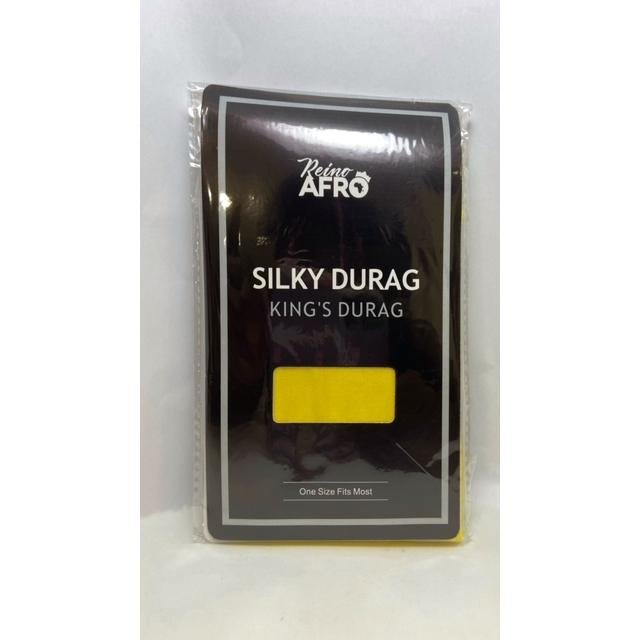 Reino
AFRO
SILKY DURAG
KING'S DURAG
One Size Fits Most